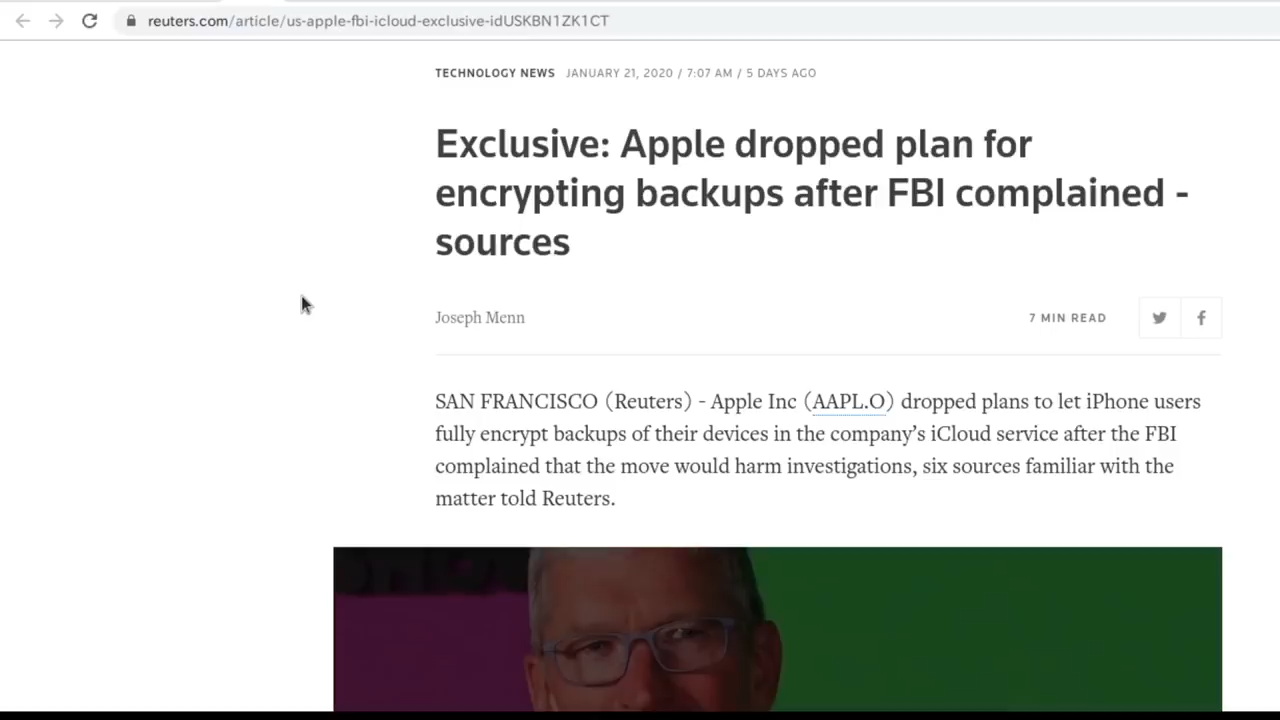 reuters.com/article/us-apple-fbi-icloud-exclusive-idUSKBN1ZK1CT
TECHNOLOGY NEWS JANUARY 21, 2020 / 7:07 AM / 5 DAYS AGO
Exclusive: Apple dropped plan for
encrypting backups after FBI complained -
sources
Joseph Menn 7 MIN READ
SAN FRANCISCO (Reuters) - Apple Inc (AAPL.O) dropped plans to let iPhone users
fully encrypt backups of their devices in the company’s iCloud service after the FBI
complained that the move would harm investigations, six sources familiar with the
matter told Reuters.